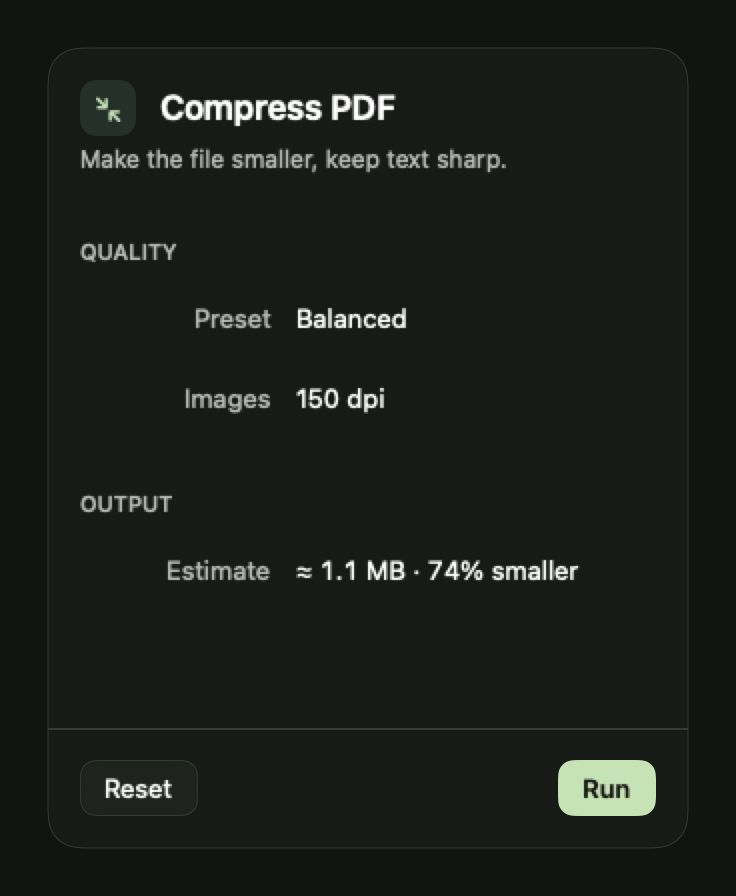 Compress PDF
Make the file smaller, keep text sharp.
QUALITY
Preset Balanced
Images 150 dpi
OUTPUT
Estimate ≈ 1.1 MB · 74% smaller
Reset Run